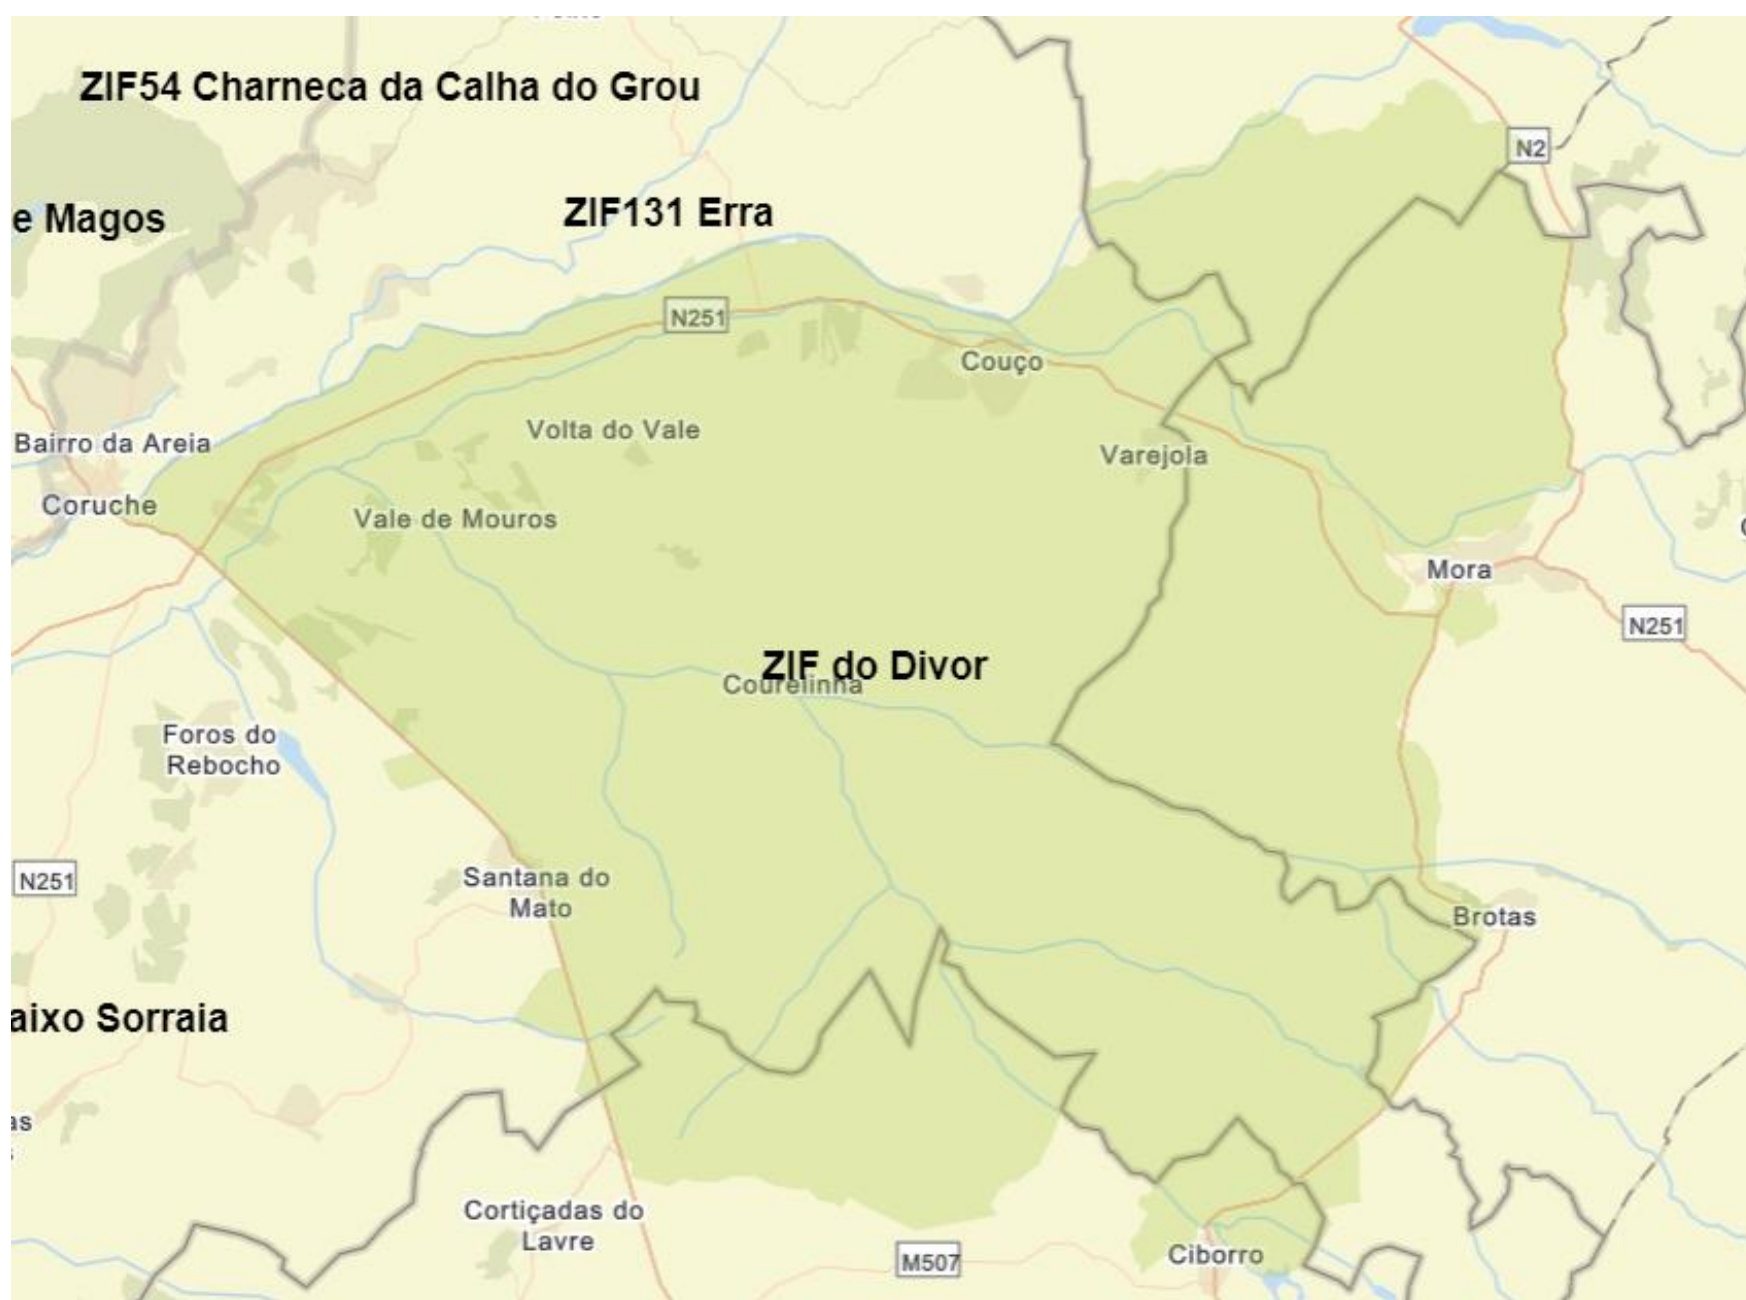 ZIF54 Charneca da Calha do Grou
N2
e Magos
ZIF131 Erra
N251
Couço
Volta do Vale
Bairro da Areia
Varejola
Coruche
Vale de Mouros
Mora
N251
ZIF do Divor
Courelinha
Foros do
Rebocho
N251
Santana do
Mato
Brotas
aixo Sorraia
as
Cortiçadas do
Lavre
M507
Ciborro